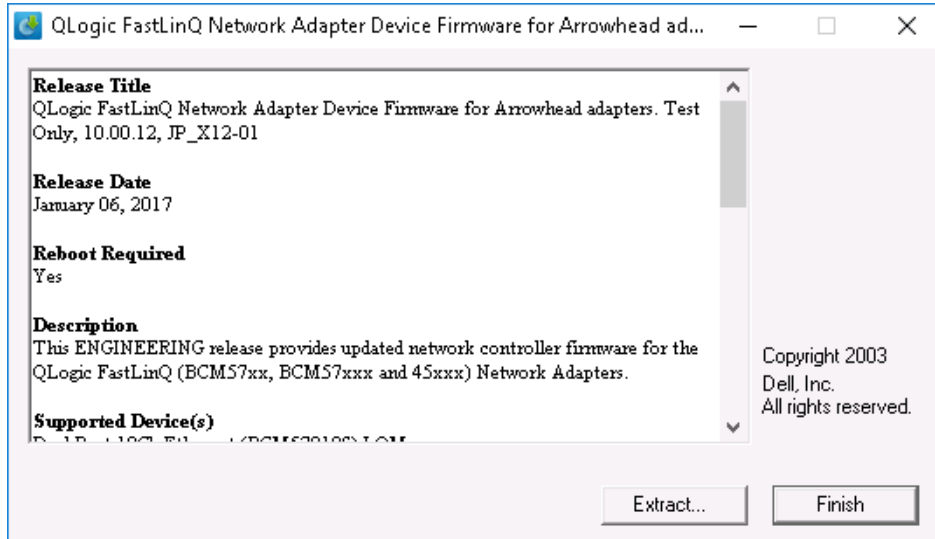 QLogic FastLinQ Network Adapter Device Firmware for Arrowhead ad...
Release Title
QLogic FastLinQ Network Adapter Device Firmware for Arrowhead adapters. Test
Only, 10.00.12, JP_X12-01
Release Date
January 06, 2017
Reboot Required
Yes
Description
This ENGINEERING release provides updated network controller firmware for the
QLogic FastLinQ (BCM57xx, BCM57xxx and 45xxx) Network Adapters.
Supported Device(s)
Copyright 2003
Dell, Inc.
All rights reserved.
Extract...
Finish